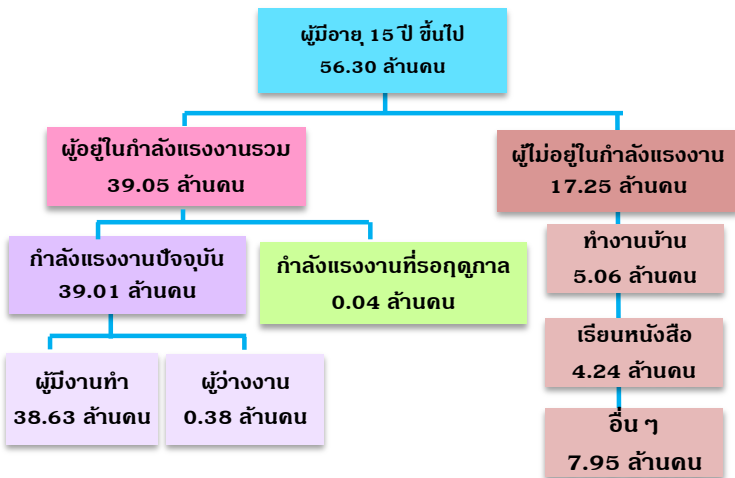 ผู้มีอายุ 15 ปี ขึ้นไป
56.30 ล้านคน
ผู้อยู่ในกำลังแรงงานรวม
39.05 ล้านคน
ผู้ไม่อยู่ในกำลังแรงงาน
17.25 ล้านคน
กำลังแรงงานปัจจุบัน
39.01 ล้านคน
กำลังแรงงานที่รอฤดูกาล
0.04 ล้านคน
ทำงานบ้าน
5.06 ล้านคน
เรียนหนังสือ
4.24 ล้านคน
ผู้มีงานทำ
38.63 ล้านคน
ผู้ว่างงาน
0.38 ล้านคน
อื่น ๆ
7.95 ล้านคน